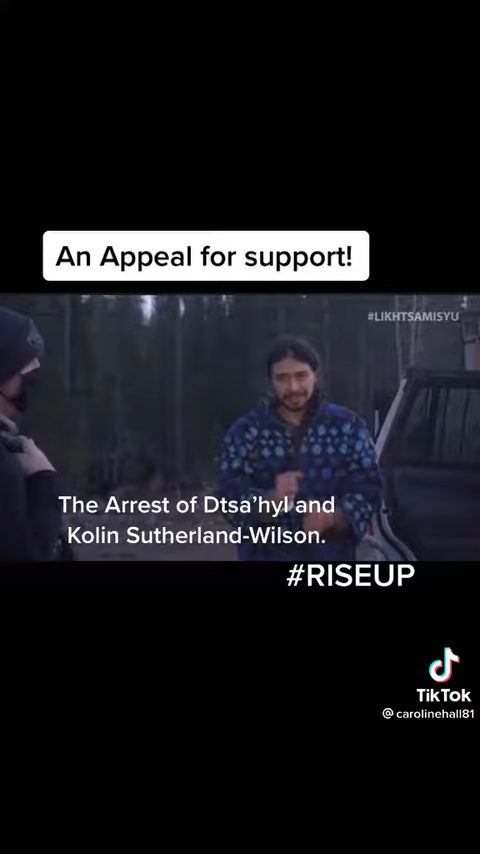 An Appeal for support!
#LIKHTSAMISYU
The Arrest of Dtsa’hyl and
Kolin Sutherland-Wilson.
#RISEUP
TikTok
@carolinehall81